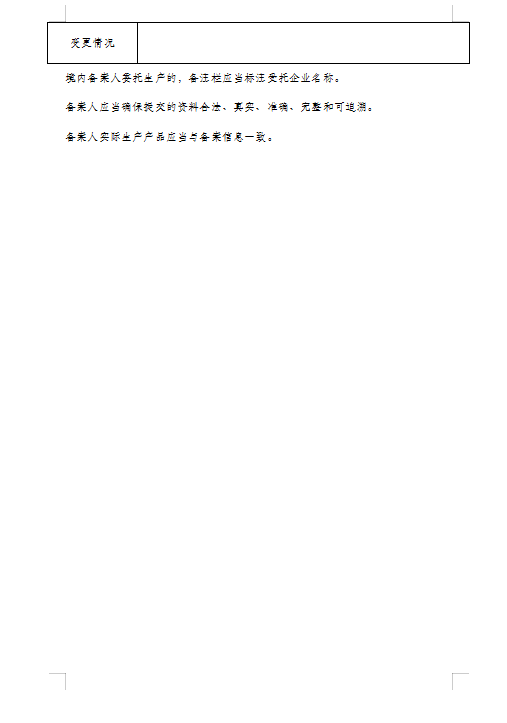 变更情况
境内备案人委托生产的，备注栏应当标注受托企业名称。
备案人应当确保提交的资料合法、真实、准确、完整和可追溯。
备案人实际生产产品应当与备案信息一致。